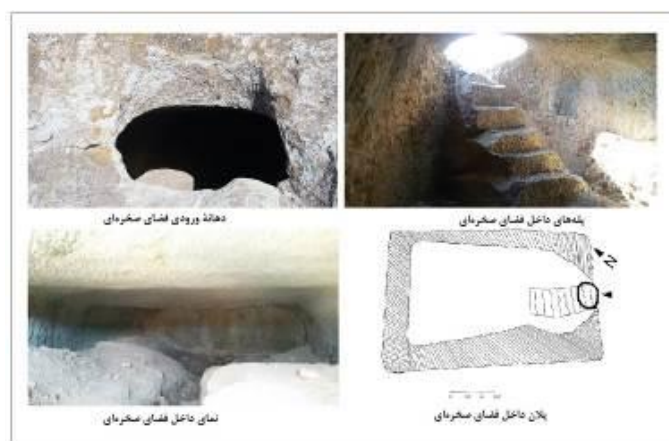 دهانهٔ ورودی فضای صخره‌ای
پله‌های داخل فضای صخره‌ای
N
نمای داخل فضای صخره‌ای
پلان داخل فضای صخره‌ای